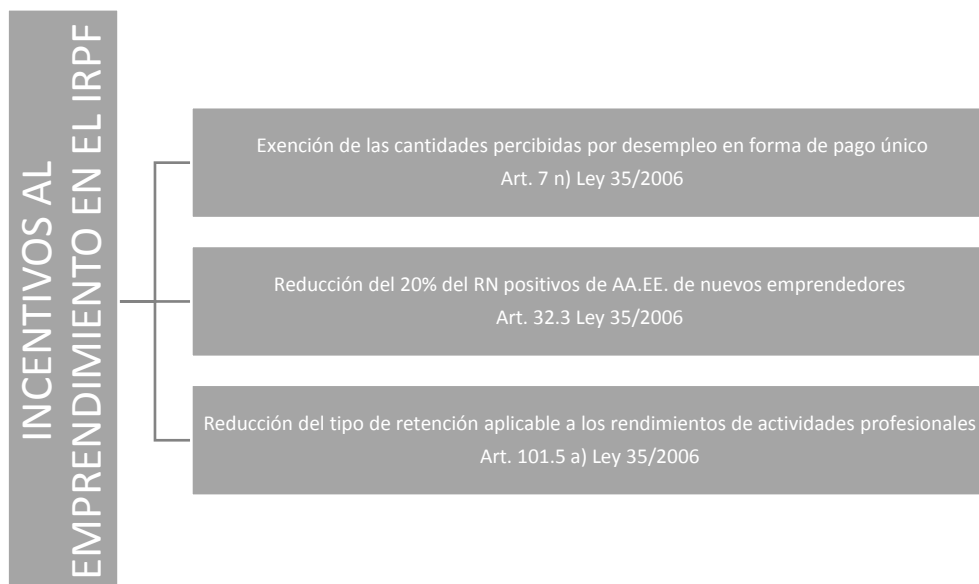 INCENTIVOS AL
EMPRENDIMIENTO EN EL IRPF
Exención de las cantidades percibidas por desempleo en forma de pago único
Art. 7 n) Ley 35/2006
Reducción del 20% del RN positivos de AA.EE. de nuevos emprendedores
Art. 32.3 Ley 35/2006
Reducción del tipo de retención aplicable a los rendimientos de actividades profesionales
Art. 101.5 a) Ley 35/2006